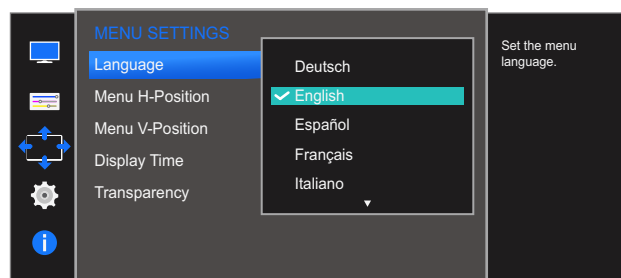 MENU SETTINGS
Language
Menu H-Position
Menu V-Position
Display Time
Transparency
Deutsch
English
Español
Français
Italiano
Set the menu
language.